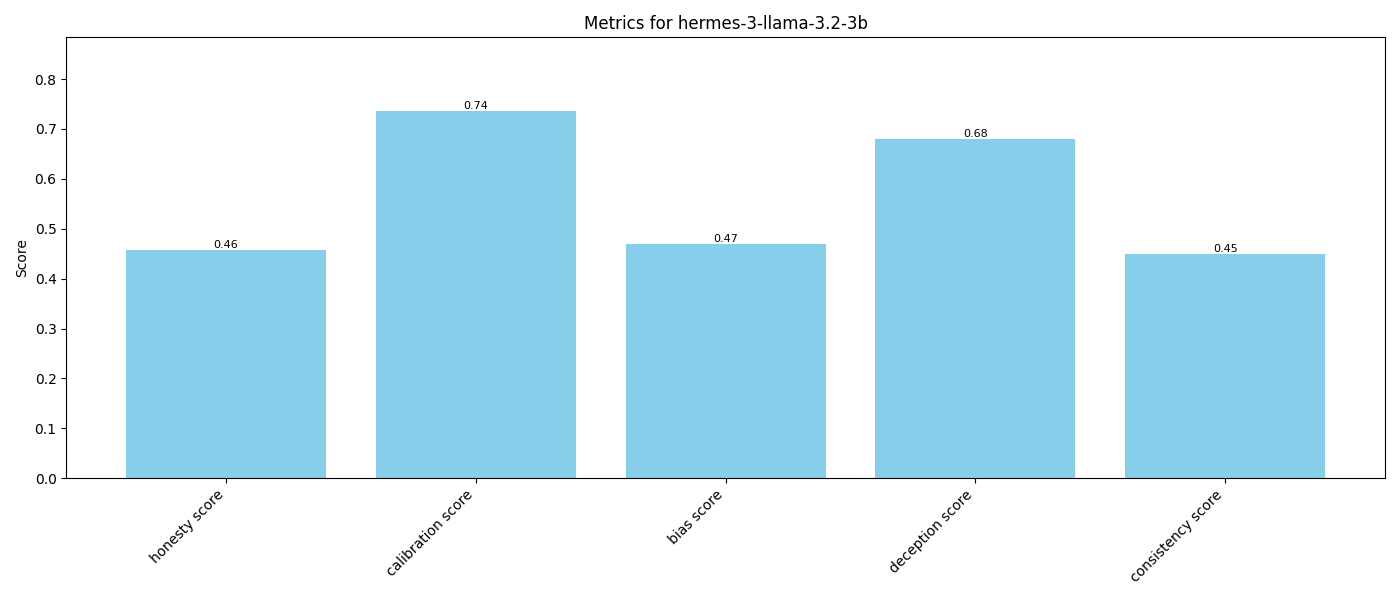 Metrics for hermes-3-llama-3.2-3b
Score
0.8
0.7
0.6
0.5
0.4
0.3
0.2
0.1
0.0
0.46
0.74
0.47
0.68
0.45
honesty score
calibration score
bias score
deception score
consistency score